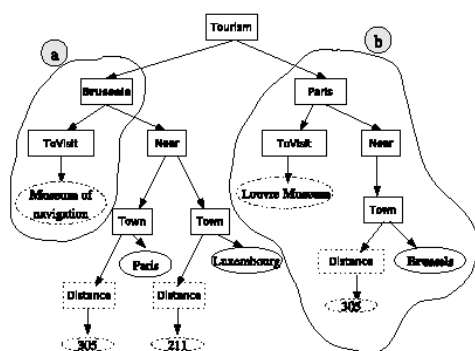 Tourism
a
b
Brussels
Paris
ToVisit
Near
ToVisit
Near
Museum of
navigation
Louvre Museum
Town
Town
Town
Paris
Luxembourg
Distance
Brussels
Distance
Distance
305
305
211